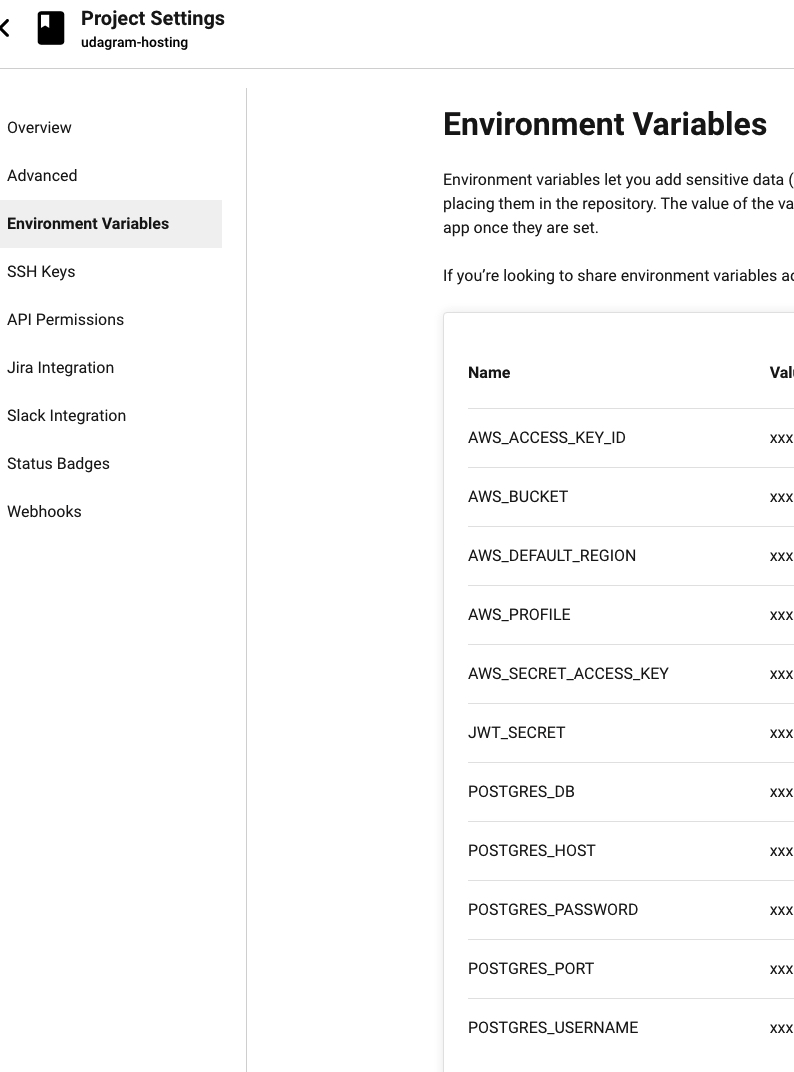 Project Settings
udagram-hosting
Overview
Advanced
Environment Variables
SSH Keys
API Permissions
Jira Integration
Slack Integration
Status Badges
Webhooks
Environment Variables
Environment variables let you add sensitive data (
placing them in the repository. The value of the va
app once they are set.
If you’re looking to share environment variables ac
Name Valu
AWS_ACCESS_KEY_ID xxx
AWS_BUCKET xxx
AWS_DEFAULT_REGION xxx
AWS_PROFILE xxx
AWS_SECRET_ACCESS_KEY xxx
JWT_SECRET xxx
POSTGRES_DB xxx
POSTGRES_HOST xxx
POSTGRES_PASSWORD xxx
POSTGRES_PORT xxx
POSTGRES_USERNAME xxx